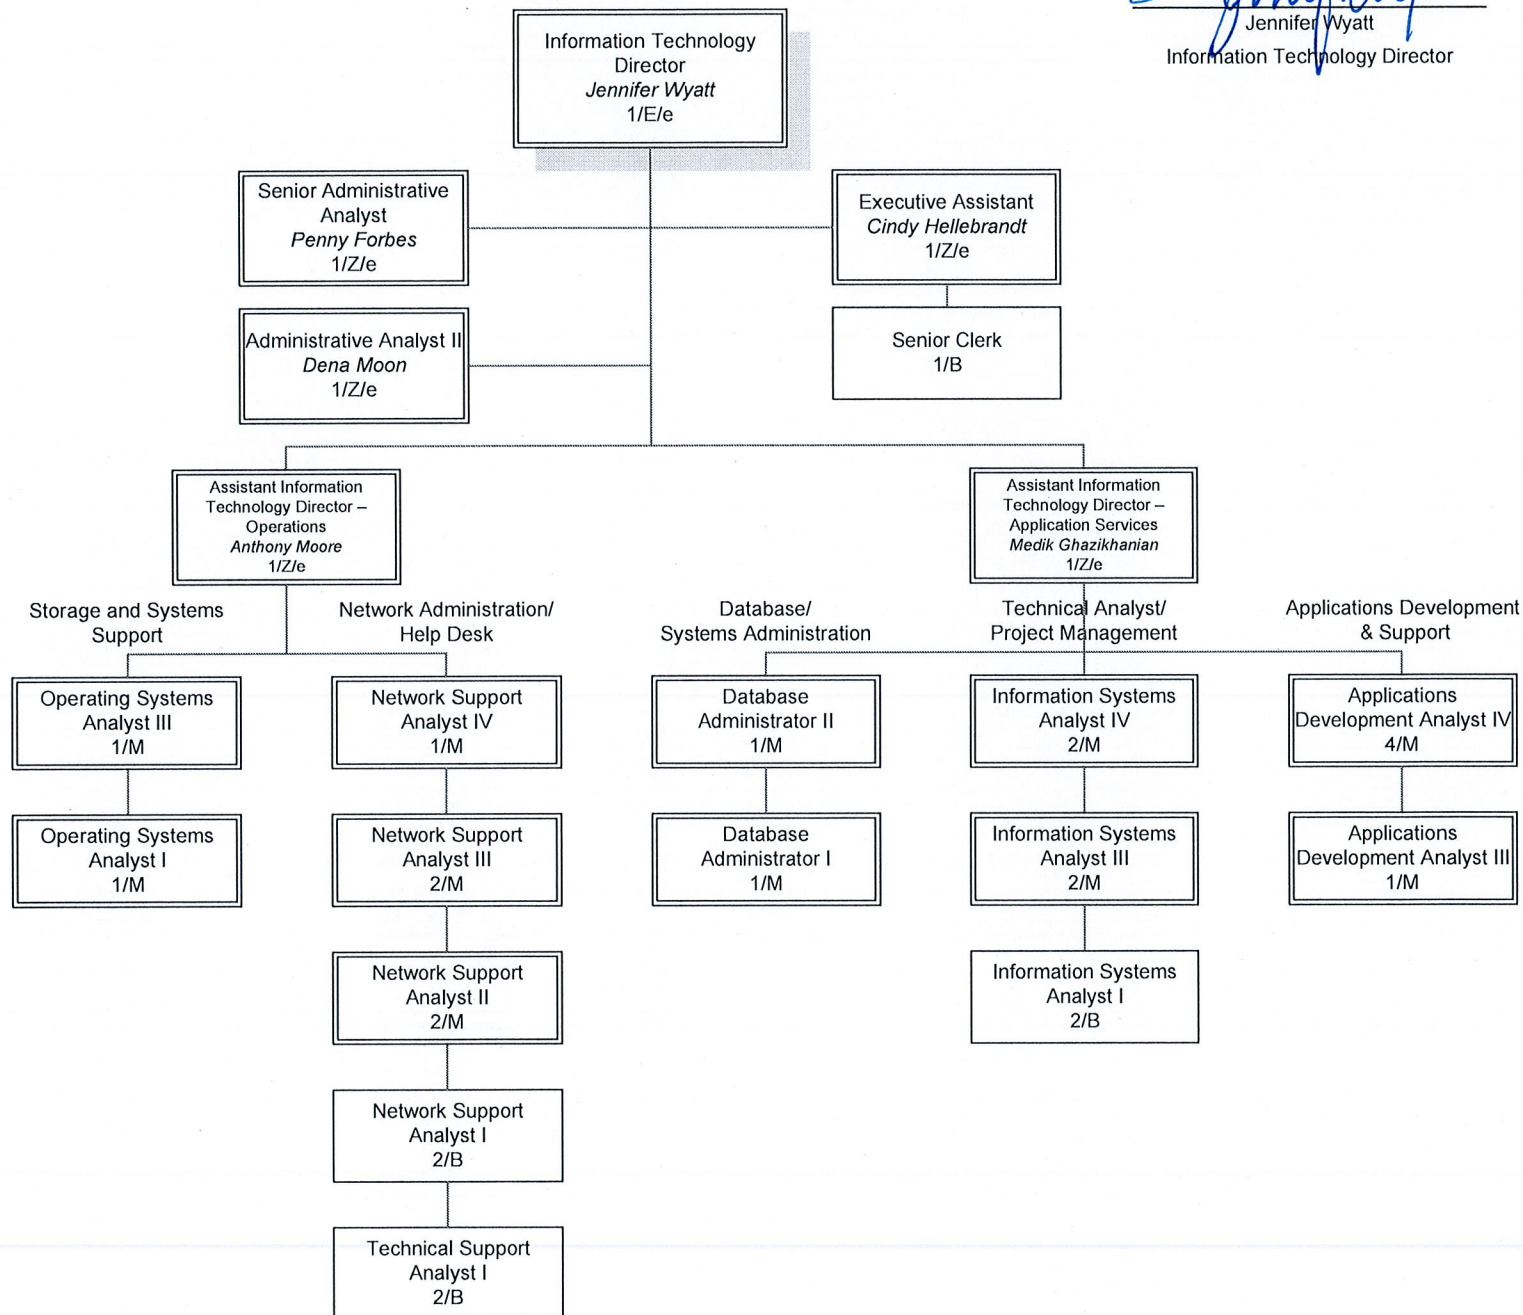 Jennifer Wyatt
Information Technology Director
Information Technology
Director
Jennifer Wyatt
1/E/e
Senior Administrative
Analyst
Penny Forbes
1/Z/e
Executive Assistant
Cindy Hellebrandt
1/Z/e
Administrative Analyst II
Dena Moon
1/Z/e
Senior Clerk
1/B
Assistant Information
Technology Director –
Operations
Anthony Moore
1/Z/e
Assistant Information
Technology Director –
Application Services
Medik Ghazikhanian
1/Z/e
Storage and Systems
Support
Network Administration/
Help Desk
Database/
Systems Administration
Technical Analyst/
Project Management
Applications Development
& Support
Operating Systems
Analyst III
1/M
Network Support
Analyst IV
1/M
Database
Administrator II
1/M
Information Systems
Analyst IV
2/M
Applications
Development Analyst IV
4/M
Operating Systems
Analyst I
1/M
Network Support
Analyst III
2/M
Database
Administrator I
1/M
Information Systems
Analyst III
2/M
Applications
Development Analyst III
1/M
Network Support
Analyst II
2/M
Information Systems
Analyst I
2/B
Network Support
Analyst I
2/B
Technical Support
Analyst I
2/B